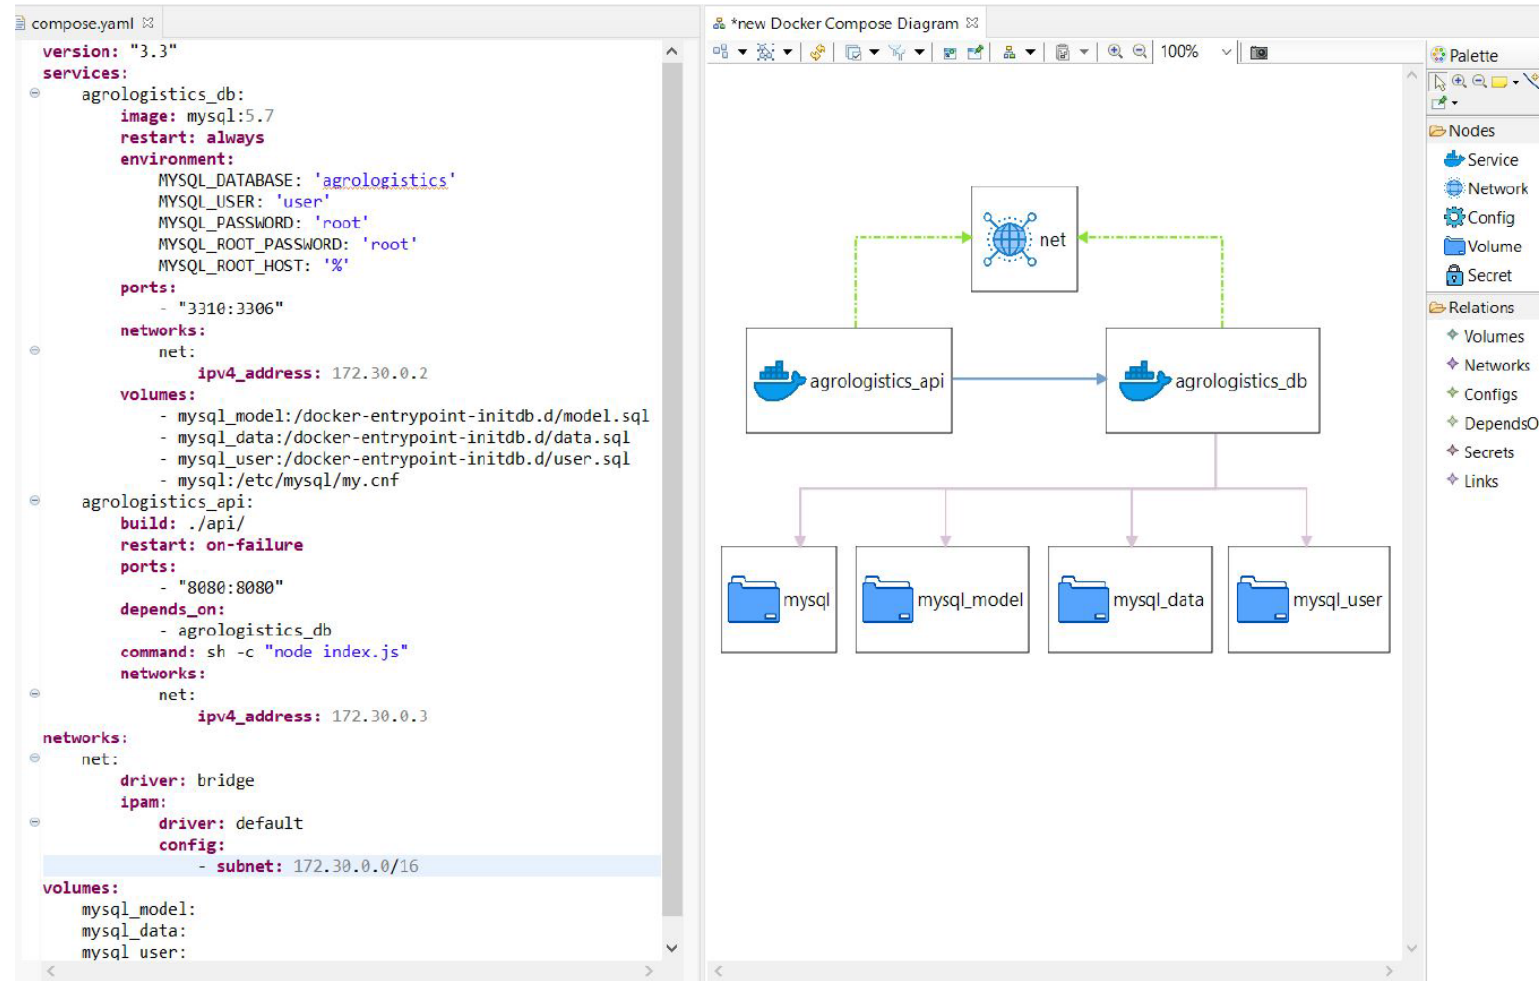 compose.yaml
version: "3.3"
services:
agrologistics_db:
image: mysql:5.7
restart: always
environment:
MYSQL_DATABASE: 'agrologistics'
MYSQL_USER: 'user'
MYSQL_PASSWORD: 'root'
MYSQL_ROOT_PASSWORD: 'root'
MYSQL_ROOT_HOST: '%'
ports:
- "3310:3306"
networks:
net:
ipv4_address: 172.30.0.2
volumes:
- mysql_model:/docker-entrypoint-initdb.d/model.sql
- mysql_data:/docker-entrypoint-initdb.d/data.sql
- mysql_user:/docker-entrypoint-initdb.d/user.sql
- mysql:/etc/mysql/my.cnf
agrologistics_api:
build: ./api/
restart: on-failure
ports:
- "8080:8080"
depends_on:
- agrologistics_db
command: sh -c "node index.js"
networks:
net:
ipv4_address: 172.30.0.3
networks:
net:
driver: bridge
ipam:
driver: default
config:
- subnet: 172.30.0.0/16
volumes:
mysql_model:
mysql_data:
mysql_user:
*new Docker Compose Diagram
100%
net
agrologistics_api
agrologistics_db
mysql
mysql_model
mysql_data
mysql_user
Palette
Nodes
Service
Network
Config
Volume
Secret
Relations
Volumes
Networks
Configs
DependsO
Secrets
Links